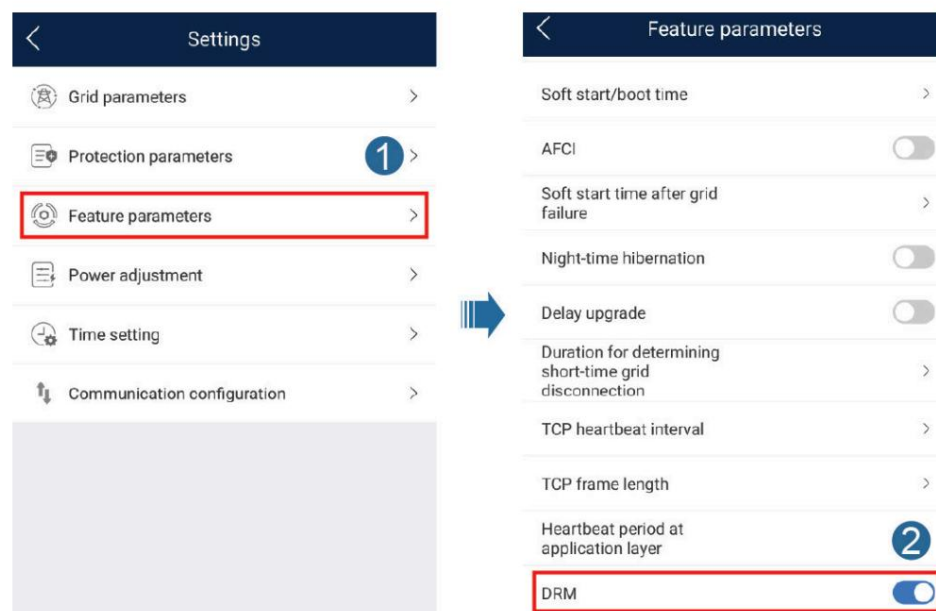 Settings
Grid parameters
Protection parameters
1
Feature parameters
Power adjustment
Time setting
Communication configuration
Feature parameters
Soft start/boot time
AFCI
Soft start time after grid
failure
Night-time hibernation
Delay upgrade
Duration for determining
short-time grid
disconnection
TCP heartbeat interval
TCP frame length
Heartbeat period at
application layer
2
DRM